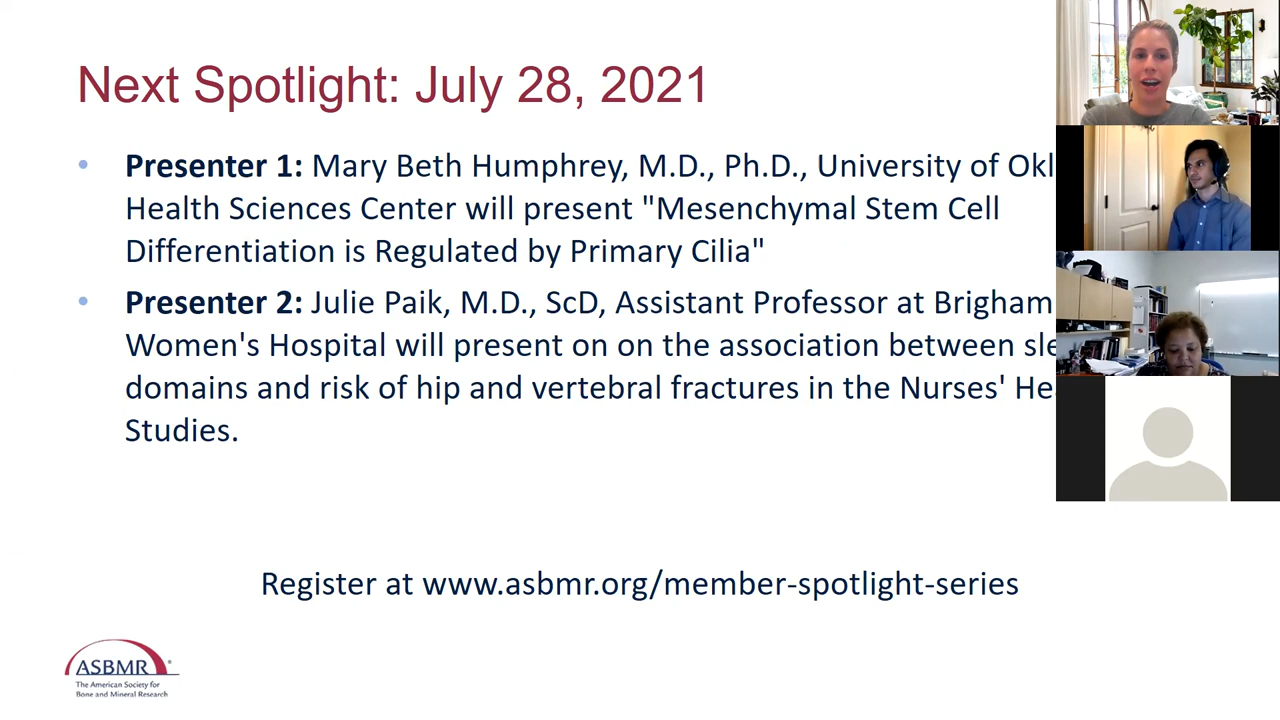 Next Spotlight: July 28, 2021
• Presenter 1: Mary Beth Humphrey, M.D., Ph.D., University of Okl
Health Sciences Center will present "Mesenchymal Stem Cell
Differentiation is Regulated by Primary Cilia"
• Presenter 2: Julie Paik, M.D., ScD, Assistant Professor at Brigham
Women's Hospital will present on on the association between sle
domains and risk of hip and vertebral fractures in the Nurses' He
Studies.
Register at www.asbmr.org/member-spotlight-series
ASBMR®
The American Society for
Bone and Mineral Research